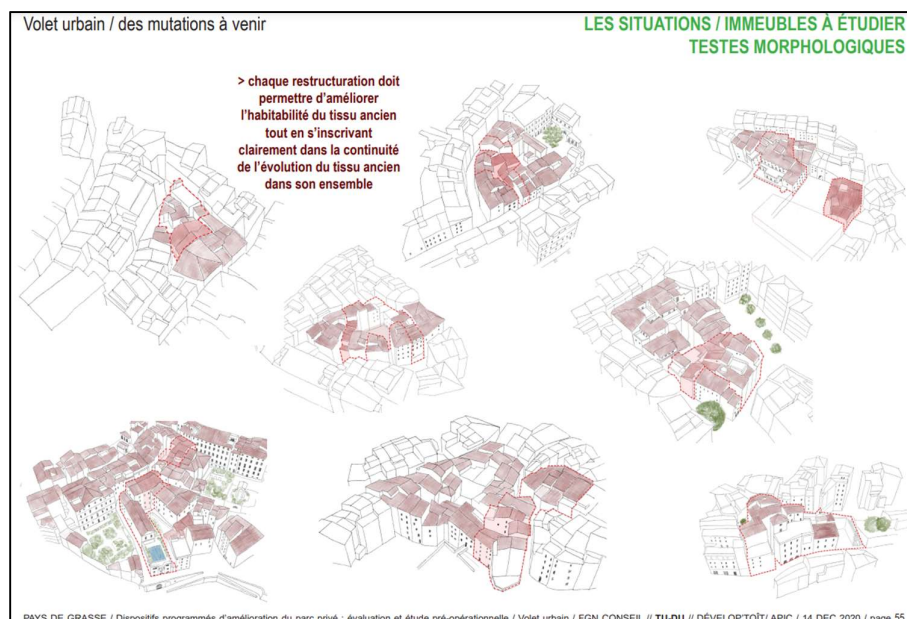 Volet urbain / des mutations à venir
LES SITUATIONS / IMMEUBLES À ÉTUDIER
TESTES MORPHOLOGIQUES
> chaque restructuration doit
permettre d'améliorer
l'habitabilité du tissu ancien
tout en s'inscrivant
clairement dans la continuité
de l'évolution du tissu ancien
dans son ensemble
PAYS DE GRASSE / Dispositifs programmés d'amélioration du parc privé : évaluation et étude pré-opérationnelle / Volet urbain / FGN CONSEIL // TU-DU // DÉVELOP'TOÎT/ APIC / 14 DEC 2020 / page 55